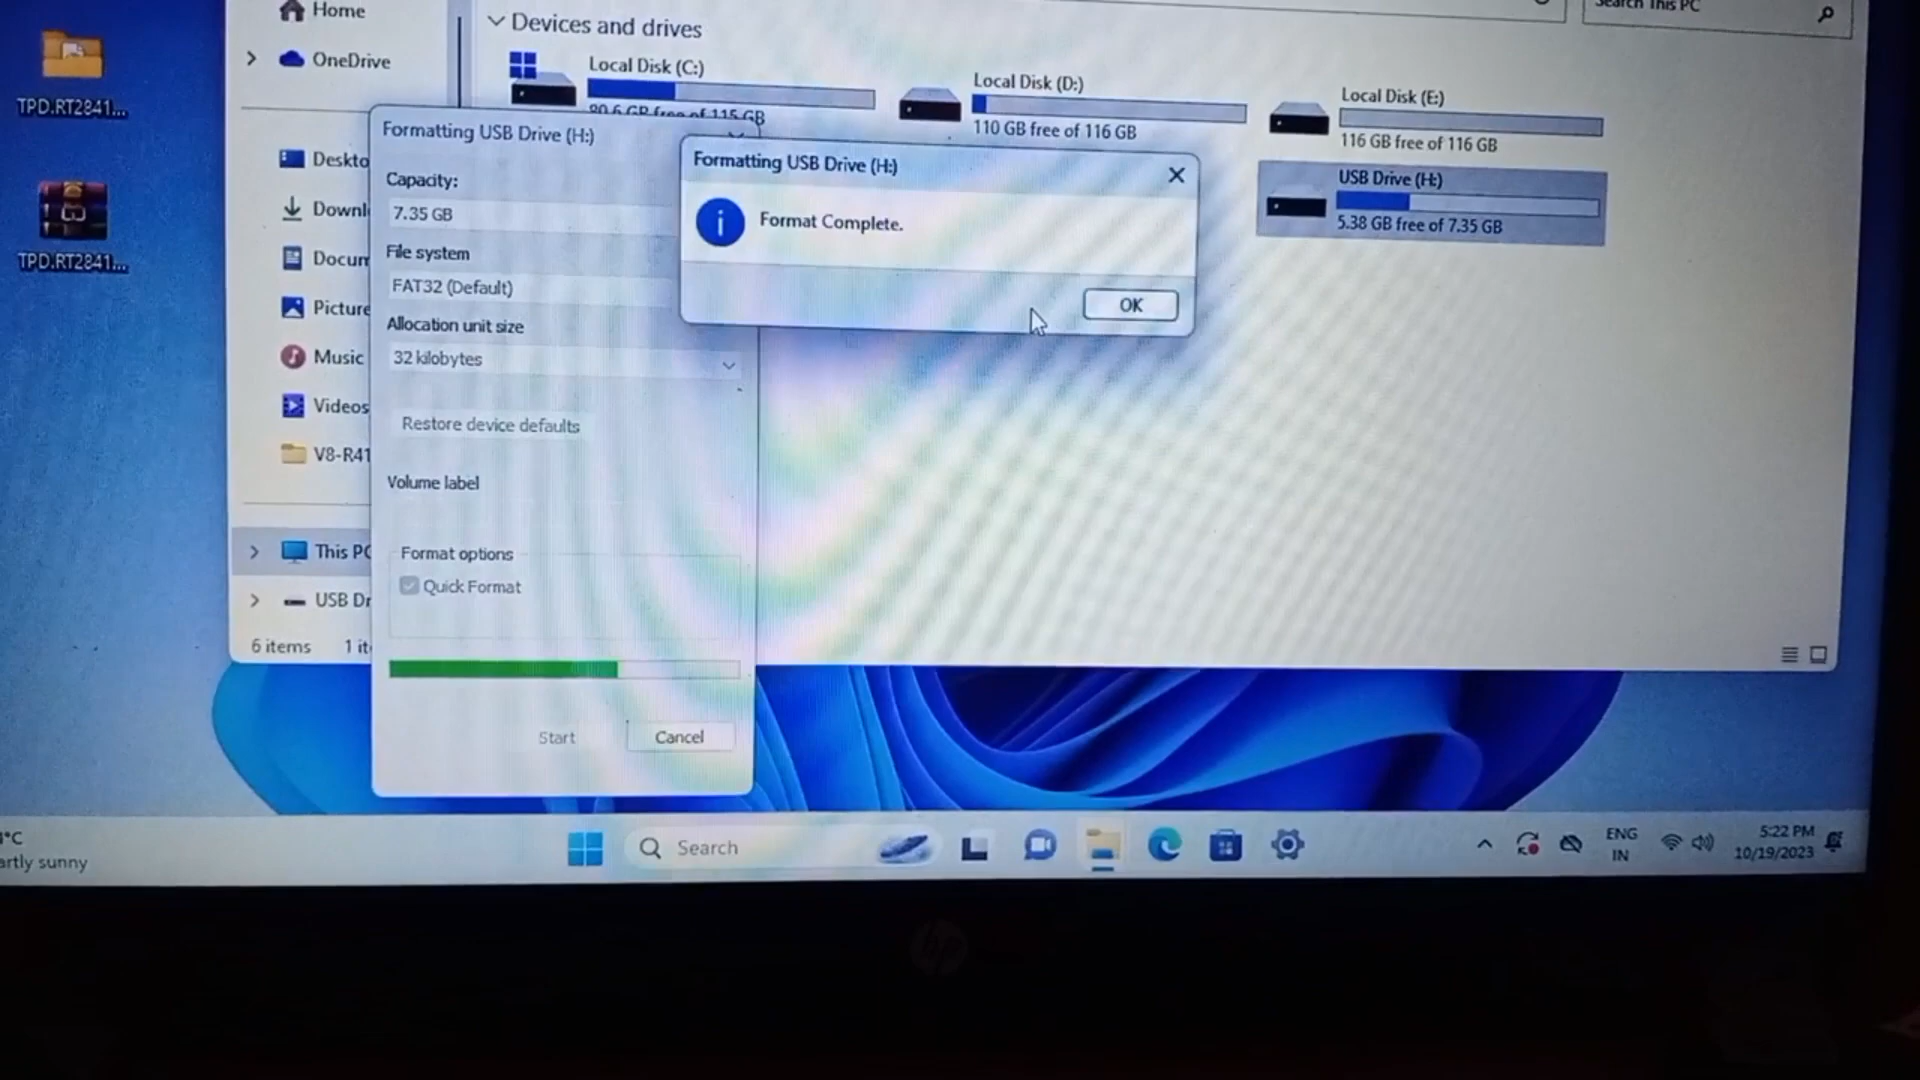 Home
OneDrive
Deskto
Downl
Docum
Picture
Music
Videos
V8-R41
This PC
USB Dr
6 items 1 it
TPD.RT2841...
TPD.RT2841...
Search This PC
Devices and drives
Local Disk (C:)
80.6 GB free of 115 GB
Local Disk (D:)
110 GB free of 116 GB
Local Disk (E:)
116 GB free of 116 GB
USB Drive (H:)
5.38 GB free of 7.35 GB
Formatting USB Drive (H:)
Capacity:
7.35 GB
File system
FAT32 (Default)
Allocation unit size
32 kilobytes
Restore device defaults
Volume label
Format options
Quick Format
Start
Cancel
Formatting USB Drive (H:)
Format Complete.
OK
°C
artly sunny
Search
ENG
IN
5:22 PM
10/19/2023
hp